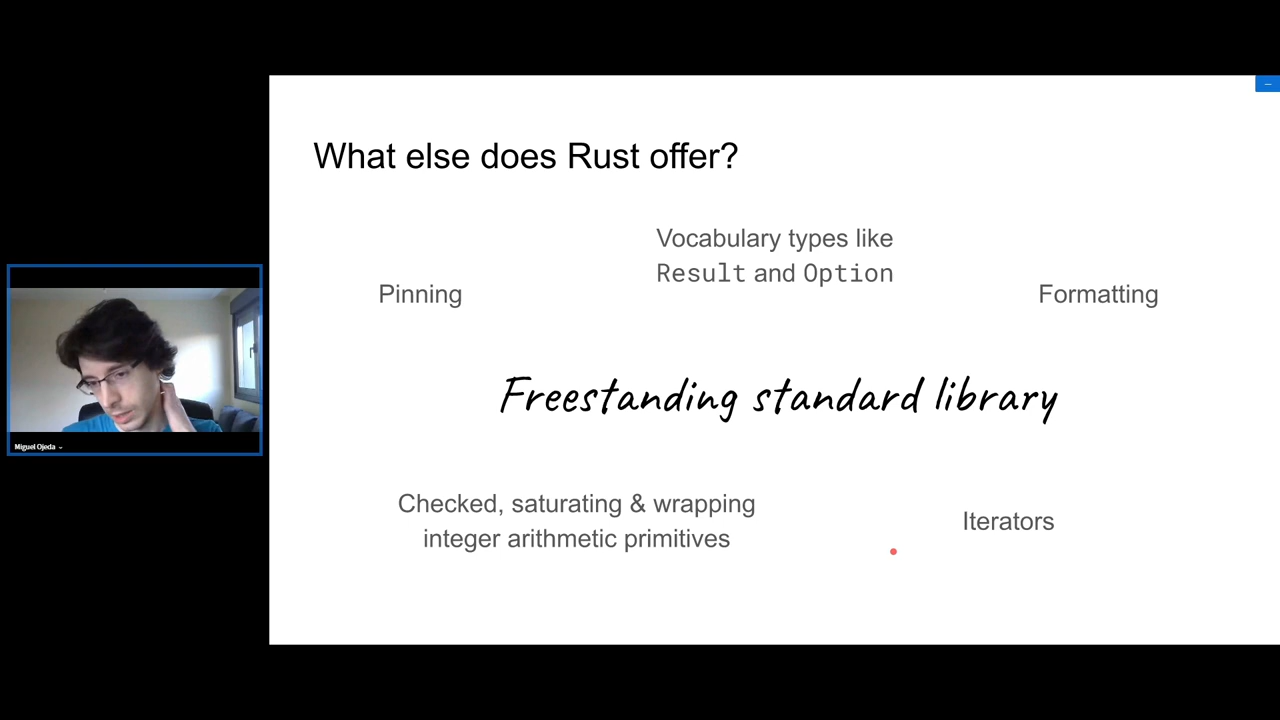 What else does Rust offer?
Vocabulary types like
Result and Option
Pinning
Formatting
Freestanding standard library
Checked, saturating & wrapping
integer arithmetic primitives
Iterators
Miguel Ojeda